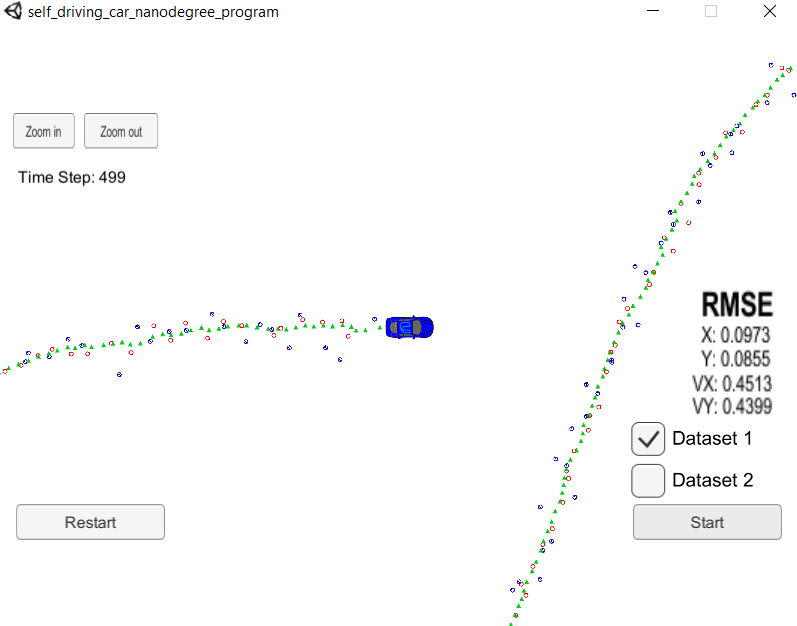 self_driving_car_nanodegree_program
Zoom in
Zoom out
Time Step: 499
RMSE
X: 0.0973
Y: 0.0855
VX: 0.4513
VY: 0.4399
Dataset 1
Dataset 2
Restart
Start